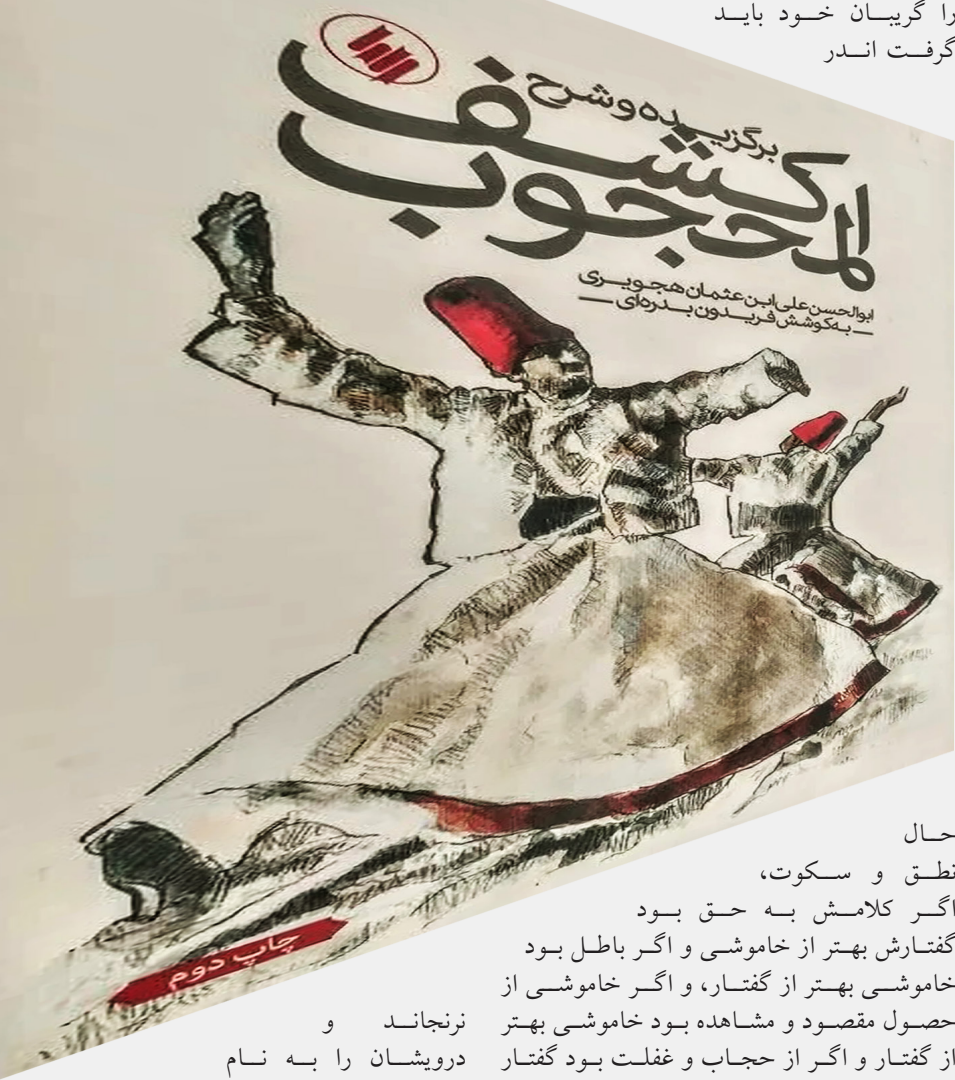 را گریبان خود باید
گرفت اندر
برگزیده و شرح
کشف
المحجوب
ابوالحسن علی ابن عثمان هجویری
به‌کوشش فریدون بدره‌ای
چاپ دوم
حال
نطق و سکوت،
اگر کلامش به حق بود
گفتارش بهتر از خاموشی و اگر باطل بود
خاموشی بهتر از گفتار، و اگر خاموشی از
حصول مقصود و مشاهده بود خاموشی بهتر
از گفتار و اگر از حجاب و غفلت بود گفتار
نرنجاند و
درویشان را به نام